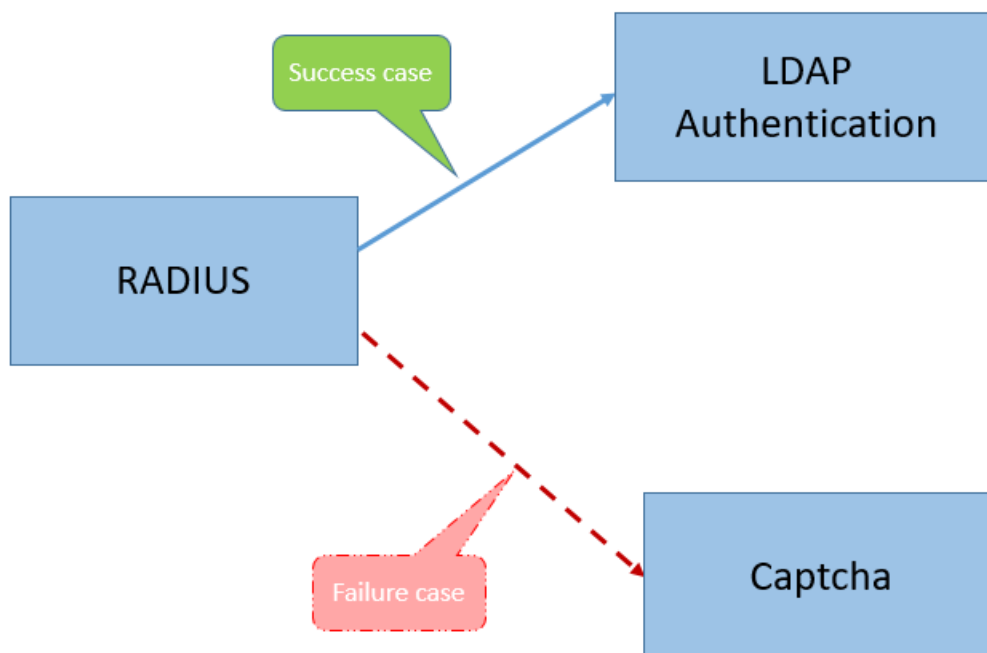 Success case
LDAP
Authentication
RADIUS
Failure case
Captcha